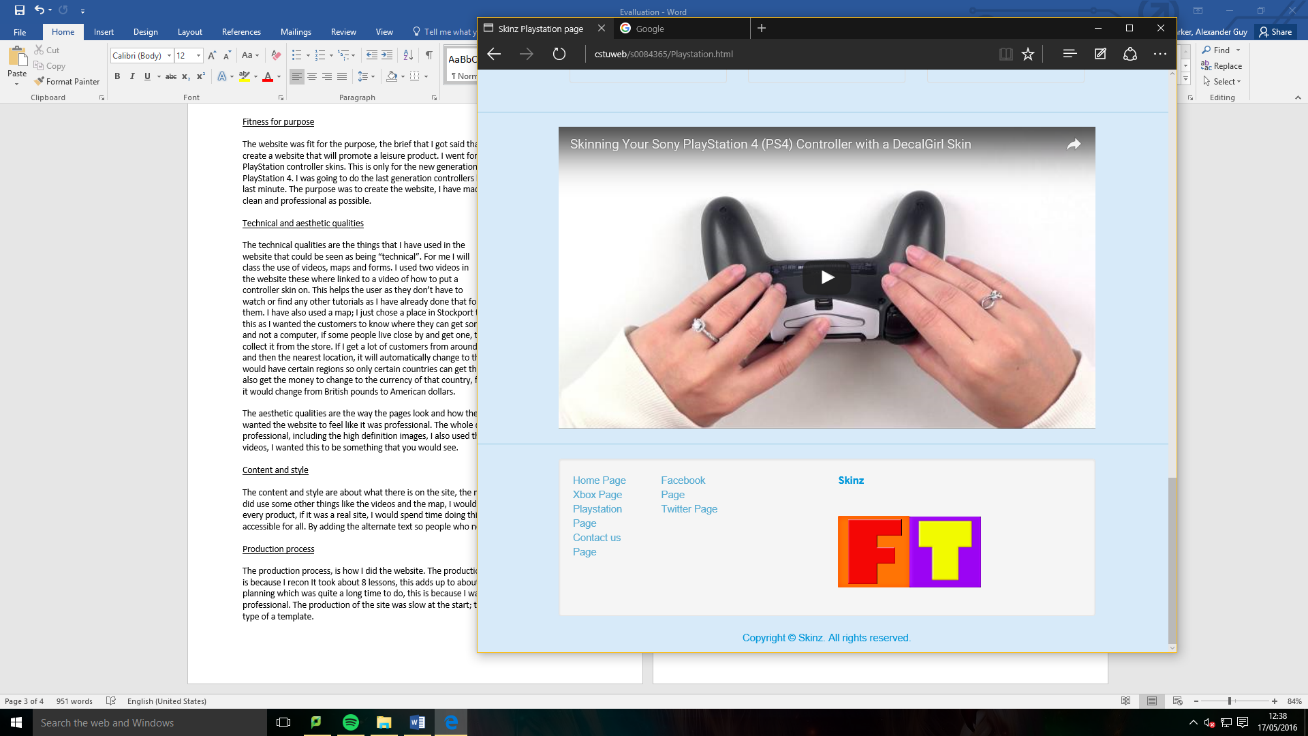 Evalluation - Word
File
Home
Insert
Design
Layout
References
Mailings
Review
View
Tell me what
rker, Alexander Guy
Share
Paste
Cut
Copy
Format Painter
Clipboard
Calibri (Body)
12
Font
Paragraph
AaBbC
¶ Norm
Find
Replace
Select
Editing
Fitness for purpose
The website was fit for the purpose, the brief that I got said tha
create a website that will promote a leisure product. I went for
PlayStation controller skins. This is only for the new generation
PlayStation 4. I was going to do the last generation controllers
last minute. The purpose was to create the website, I have mad
clean and professional as possible.
Technical and aesthetic qualities
The technical qualities are the things that I have used in the
website that could be seen as being “technical”. For me I will
class the use of videos, maps and forms. I used two videos in
the website these where linked to a video of how to put a
controller skin on. This helps the user as they don’t have to
watch or find any other tutorials as I have already done that fo
them. I have also used a map; I just chose a place in Stockport
this as I wanted the customers to know where they can get
and not a computer, if some people live close by and get one,
collect it from the store. If I get a lot of customers from around
and then the nearest location, it will automatically change to
would have certain regions so only certain countries can get
also get the money to change to the currency of that country,
it would change from British pounds to American dollars.
The aesthetic qualities are the way the pages look and how the
wanted the website to feel like it was professional. The whole
professional, including the high definition images, I also used
videos, I wanted this to be something that you would see.
Content and style
The content and style are about what there is on the site, the
did use some other things like the videos and the map, I would
every product, if it was a real site, I would spend time doing
accessible for all. By adding the alternate text so people who
Production process
The production process, is how I did the website. The
is because I recon It took about 8 lessons, this adds up to
planning which was quite a long time to do, this is because I
professional. The production of the site was slow at the start;
type of a template.
Skinz Playstation page
Google
cstuweb/s0084365/Playstation.html
Skinning Your Sony PlayStation 4 (PS4) Controller with a DecalGirl Skin
Home Page
Xbox Page
Playstation
Page
Contact us
Page
Facebook
Page
Twitter Page
Skinz
FT
Copyright © Skinz. All rights reserved.
Page 3 of 4
951 words
English (United States)
84%
Search the web and Windows
12:38
17/05/2016